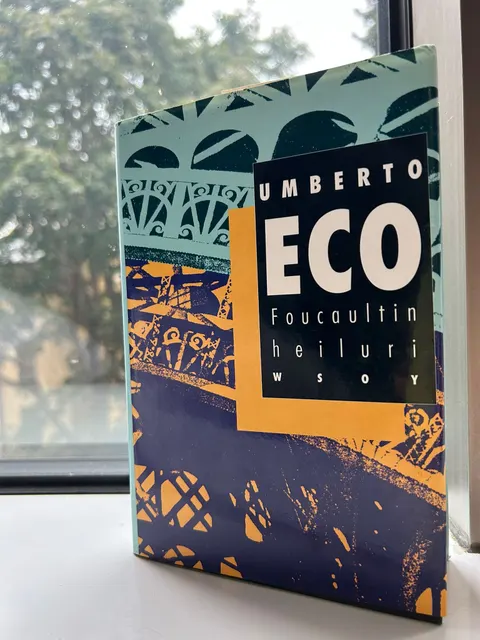 UMBERTO
ECO
Foucaultin
heiluri
WSOY